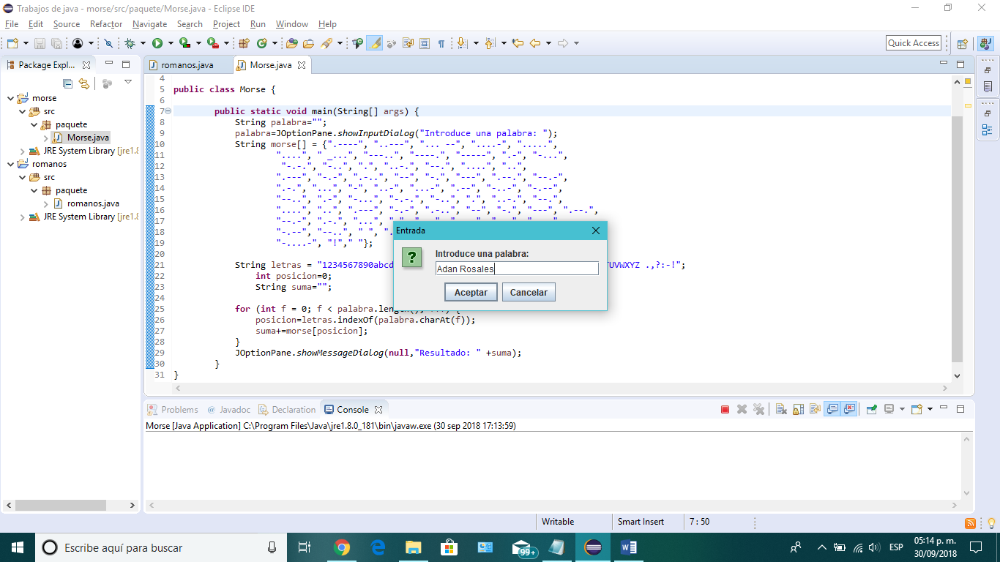 Trabajos de java - morse/src/paquete/Morse.java - Eclipse IDE
File Edit Source Refactor Navigate Search Project Run Window Help
Quick Access
Package Expl...
romanos.java
Morse.java
morse
src
paquete
Morse.java
JRE System Library [jre1.8
romanos
src
paquete
romanos.java
JRE System Library [jre1.8
4
5 public class Morse {
6
7 public static void main(String[] args) {
8 String palabra="";
9 palabra=JOptionPane.showInputDialog("Introduce una palabra: ");
10 String morse[] = {".----", "..---", "... --", "....-", ".....",
11 "....", " _...", "---..", "----.", "-----", ".-", "-...",
12 "-.-.", "-..", ".", "..-.", "--.", "....", "..",
13 ".---", "-.-", ".-..", "--", "-.", "---", ".--.", "--.-",
14 ".-.", "...", "-", "..-", "...-", ".--", "-..-", "-.--",
15 "--..", ".-", "-...", "-.-.", "-..", ".", "..-.", "--.",
16 "....", "..", ".---", "-.-", ".-..", "--", "-.", "---", ".--.",
17 "--.-", ".-.", "...",
18 "-.--", "--..", " ",
19 "-....-", "!"," "};
20
21 String letras = "1234567890abcd TUVWXYZ .,?:-!";
22 int posicion=0;
23 String suma="";
24
25 for (int f = 0; f < palabra.length();
26 posicion=letras.indexOf(palabra.charAt(f));
27 suma+=morse[posicion];
28 }
29 JOptionPane.showMessageDialog(null,"Resultado: " +suma);
30 }
31 }
Entrada
Introduce una palabra:
Adan Rosales
Aceptar Cancelar
Problems Javadoc Declaration Console
Morse [Java Application] C:\Program Files\Java\jre1.8.0_181\bin\javaw.exe (30 sep 2018 17:13:59)
Writable Smart Insert 7 : 50
Escribe aquí para buscar
99+
ESP
05:14 p. m.
30/09/2018